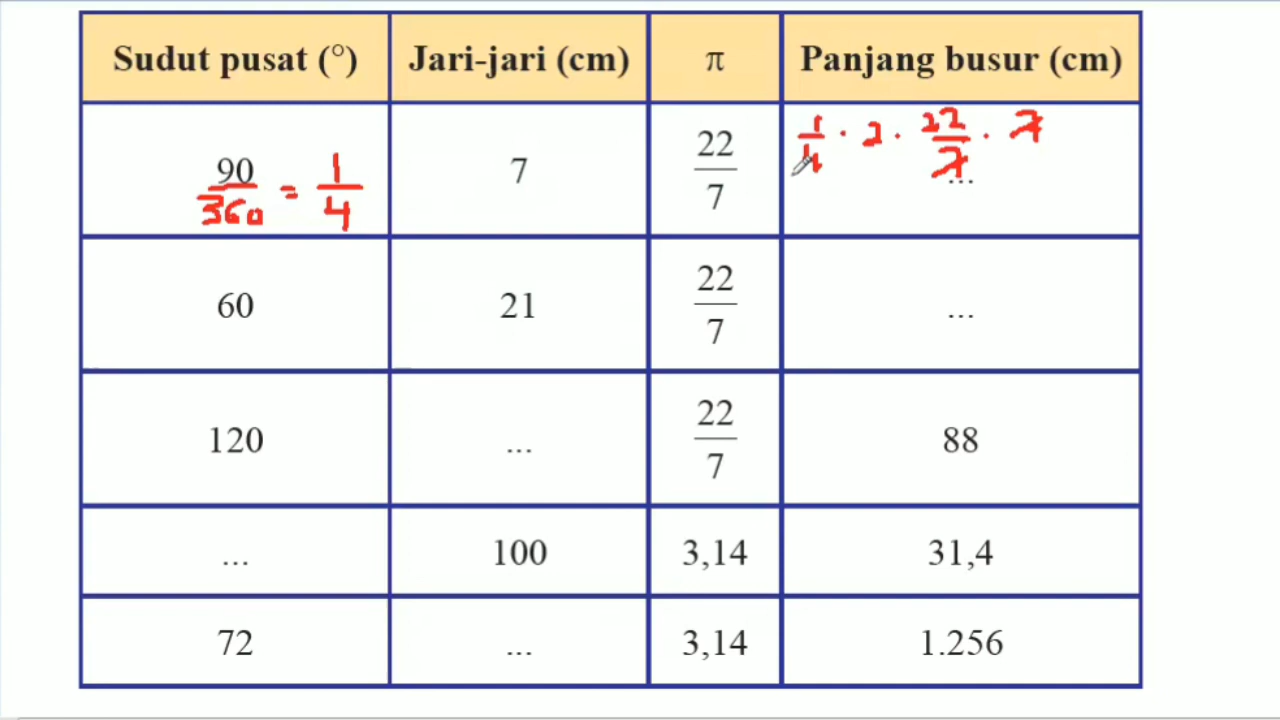 Sudut pusat (°) Jari-jari (cm) π Panjang busur (cm)
90/360 = 1/4 7 22/7 1/4 · 2 · 22/7 · 7 ...
60 21 22/7 ...
120 ... 22/7 88
... 100 3,14 31,4
72 ... 3,14 1.256